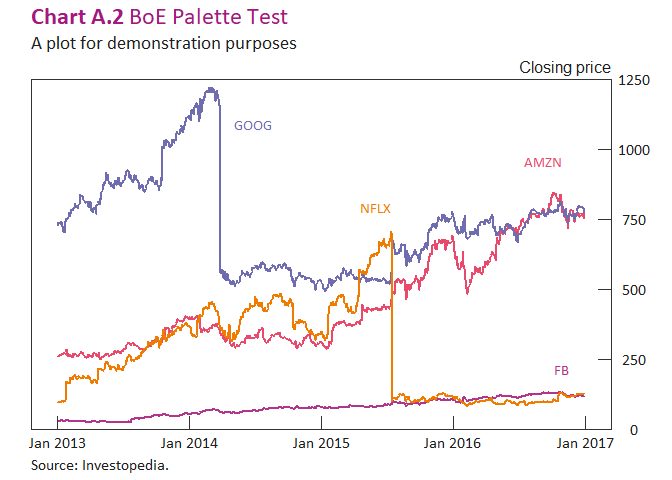 Chart A.2 BoE Palette Test
A plot for demonstration purposes
Closing price
1250
GOOG
1000
AMZN
NFLX
750
500
250
FB
0
Jan 2013 Jan 2014 Jan 2015 Jan 2016 Jan 2017
Source: Investopedia.